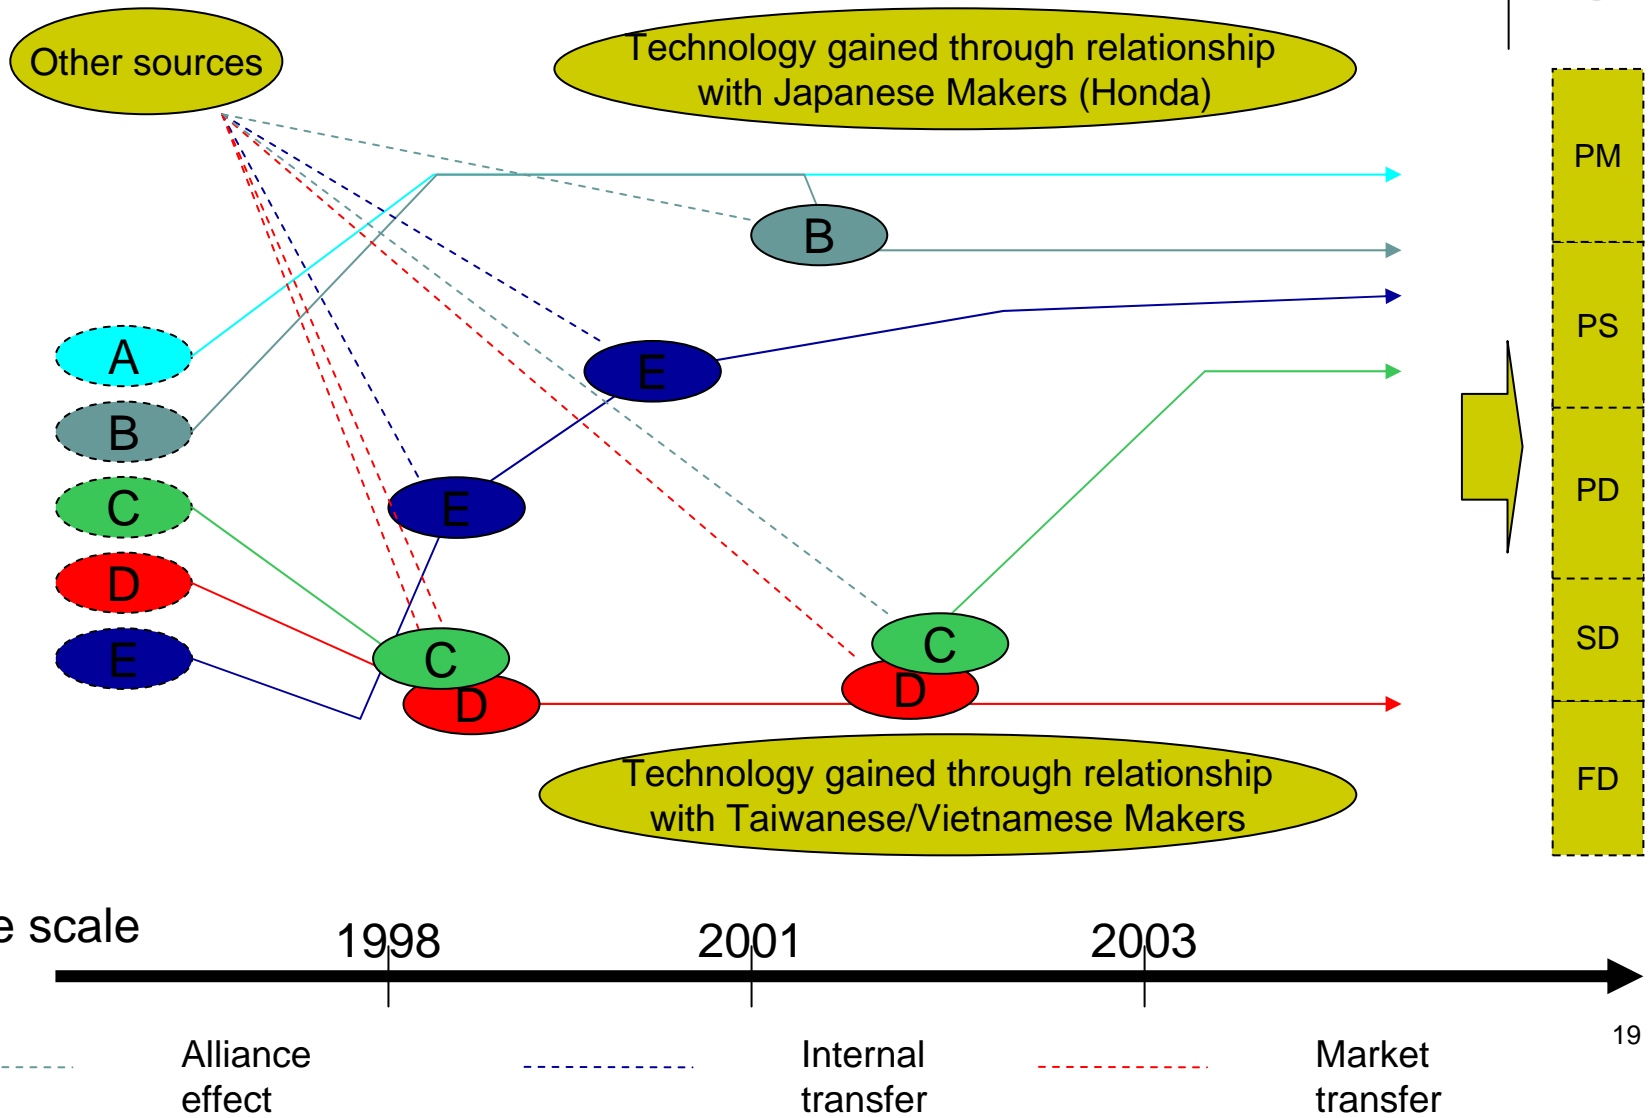 Other sources
Technology gained through relationship
with Japanese Makers (Honda)
PM
B
PS
A
E
B
PD
C
E
D
SD
E
C
C
D
D
FD
Technology gained through relationship
with Taiwanese/Vietnamese Makers
e scale
1998
2001
2003
19
Alliance
effect
Internal
transfer
Market
transfer